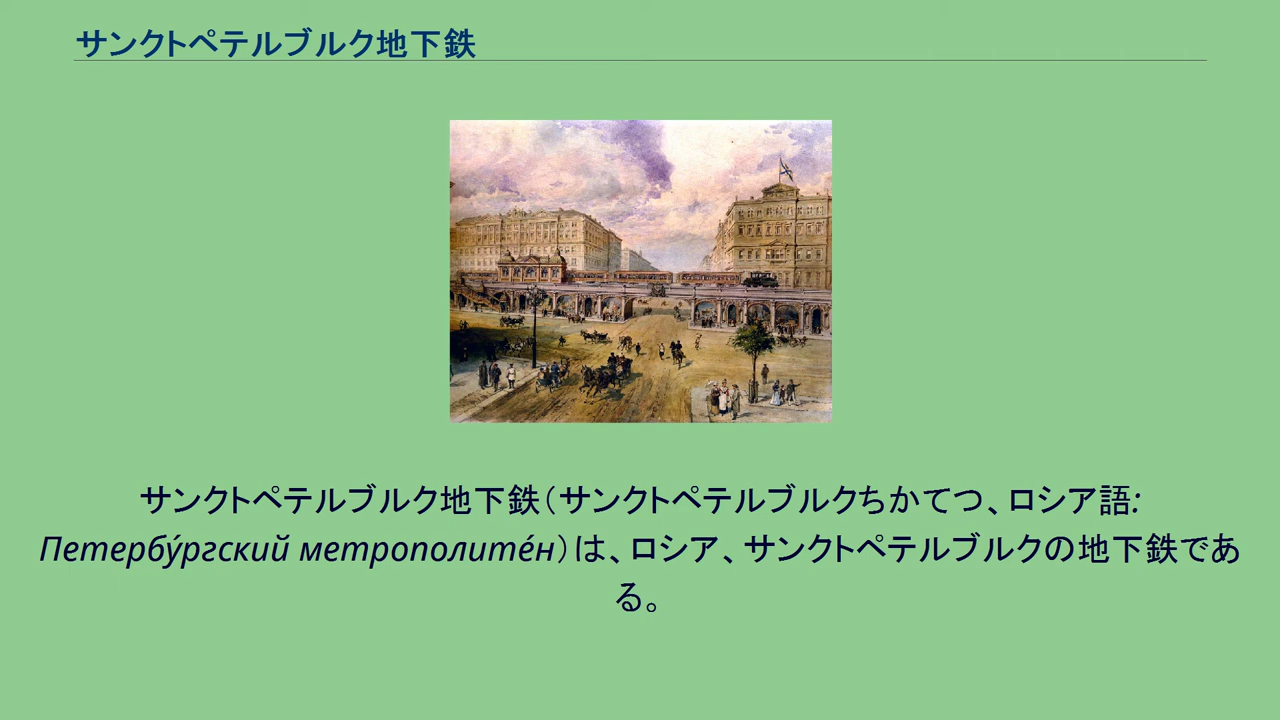 サンクトペテルブルク地下鉄
サンクトペテルブルク地下鉄（サンクトペテルブルクちかてつ、ロシア語:
Петербу́ргский метрополите́н）は、ロシア、サンクトペテルブルクの地下鉄であ
る。